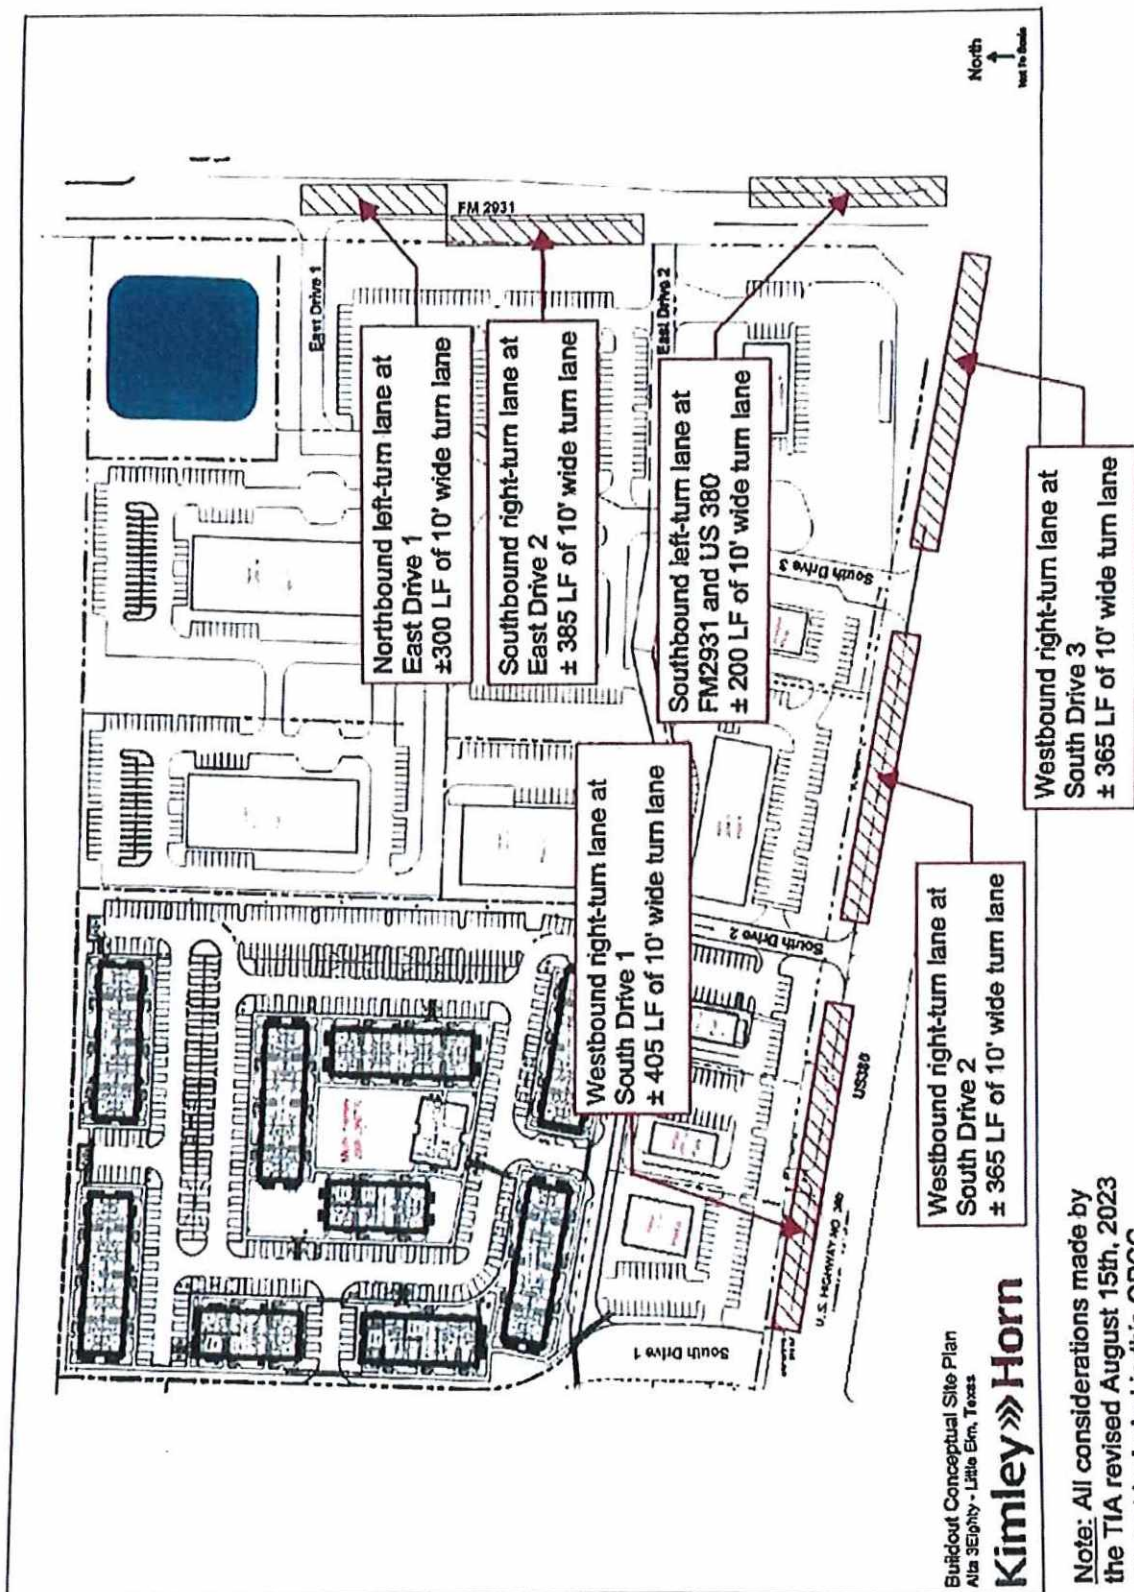 North
Not To Scale
FM 2931
East Drive 1
Northbound left-turn lane at
East Drive 1
±300 LF of 10' wide turn lane
Southbound right-turn lane at
East Drive 2
± 385 LF of 10' wide turn lane
East Drive 2
Southbound left-turn lane at
FM2931 and US 380
± 200 LF of 10' wide turn lane
Westbound right-turn lane at
South Drive 1
± 405 LF of 10' wide turn lane
South Drive 3
South Drive 2
South Drive 1
US380
U.S. HIGHWAY NO. 380
Westbound right-turn lane at
South Drive 2
± 365 LF of 10' wide turn lane
Westbound right-turn lane at
South Drive 3
± 365 LF of 10' wide turn lane
Buildout Conceptual Site Plan
Alta 3Eighty - Little Elm, Texas
Kimley»Horn
Note: All considerations made by
the TIA revised August 15th, 2023